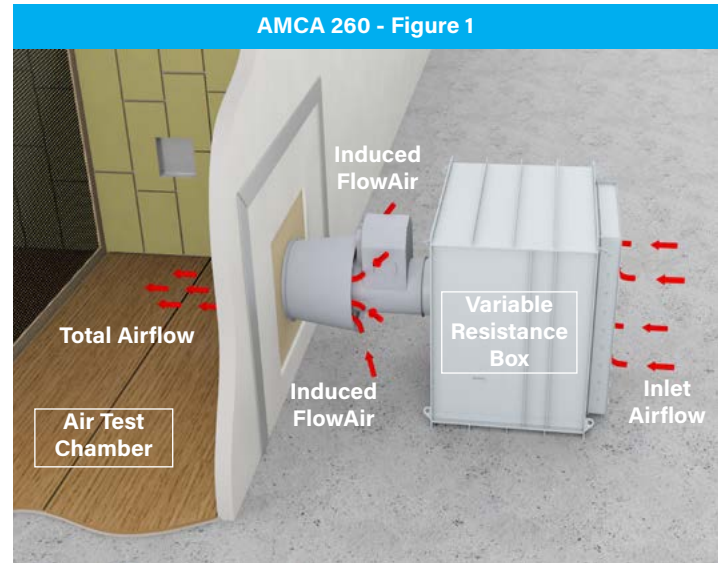 AMCA 260 - Figure 1
Induced
FlowAir
Variable
Resistance
Box
Total Airflow
Induced
FlowAir
Inlet
Airflow
Air Test
Chamber